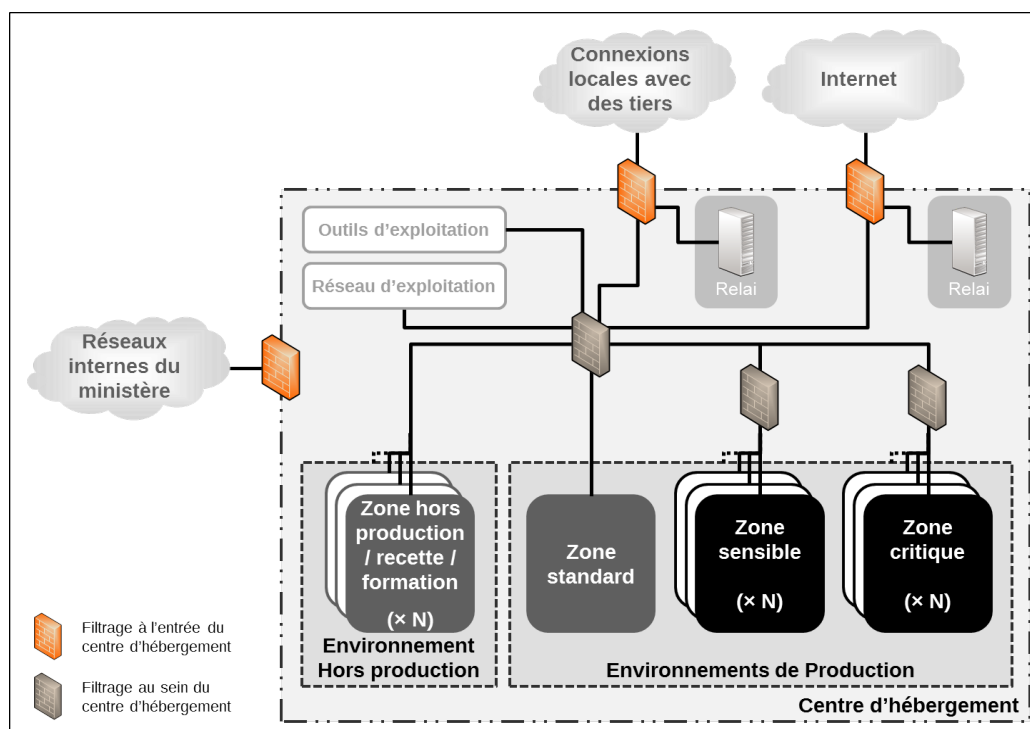 Connexions
locales avec
des tiers
Internet
Outils d’exploitation
Réseau d’exploitation
Relai
Relai
Réseaux
internes du
ministère
Zone hors
production
/ recette /
formation
(× N)
Zone
standard
Zone
sensible
(× N)
Zone
critique
(× N)
Environnement
Hors production
Environnements de Production
Centre d’hébergement
Filtrage à l’entrée du
centre d’hébergement
Filtrage au sein du
centre d’hébergement